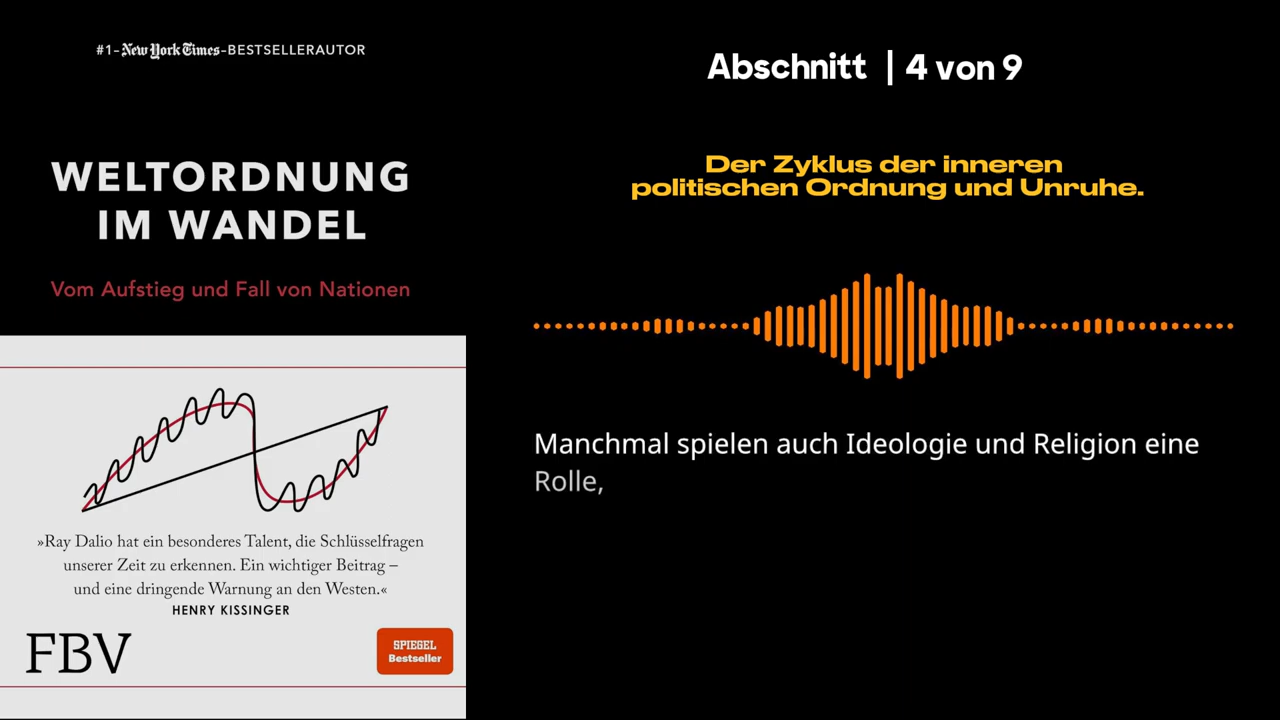 #1-New York Times-BESTSELLERAUTOR
WELTORDNUNG
IM WANDEL
Vom Aufstieg und Fall von Nationen
»Ray Dalio hat ein besonderes Talent, die Schlüsselfragen
unserer Zeit zu erkennen. Ein wichtiger Beitrag –
und eine dringende Warnung an den Westen.«
HENRY KISSINGER
FBV
SPIEGEL
Bestseller
Abschnitt | 4 von 9
Der Zyklus der inneren
politischen Ordnung und Unruhe.
Manchmal spielen auch Ideologie und Religion eine
Rolle,